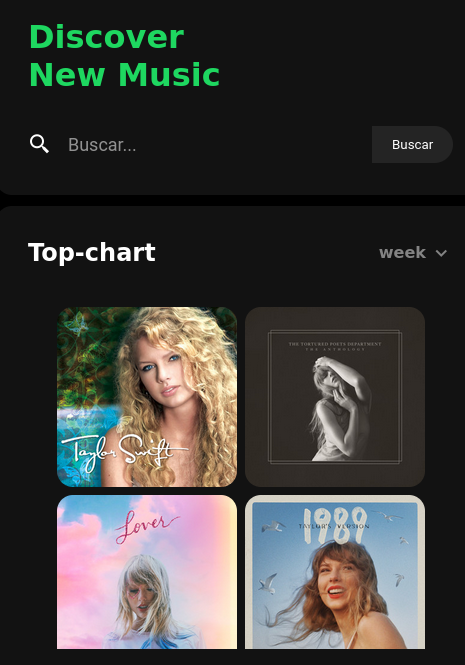 Discover
New Music
Buscar...
Buscar
Top-chart
week
Taylor Swift
THE TORTURED POETS DEPARTMENT
THE ANTHOLOGY
Lover
1989
TAYLOR'S VERSION